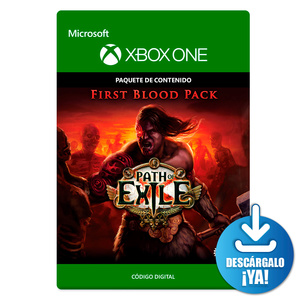 Microsoft
XBOX ONE
PAQUETE DE CONTENIDO
FIRST BLOOD PACK
PATH OF
EXILE
CÓDIGO DIGITAL
DESCÁRGALO
¡YA!